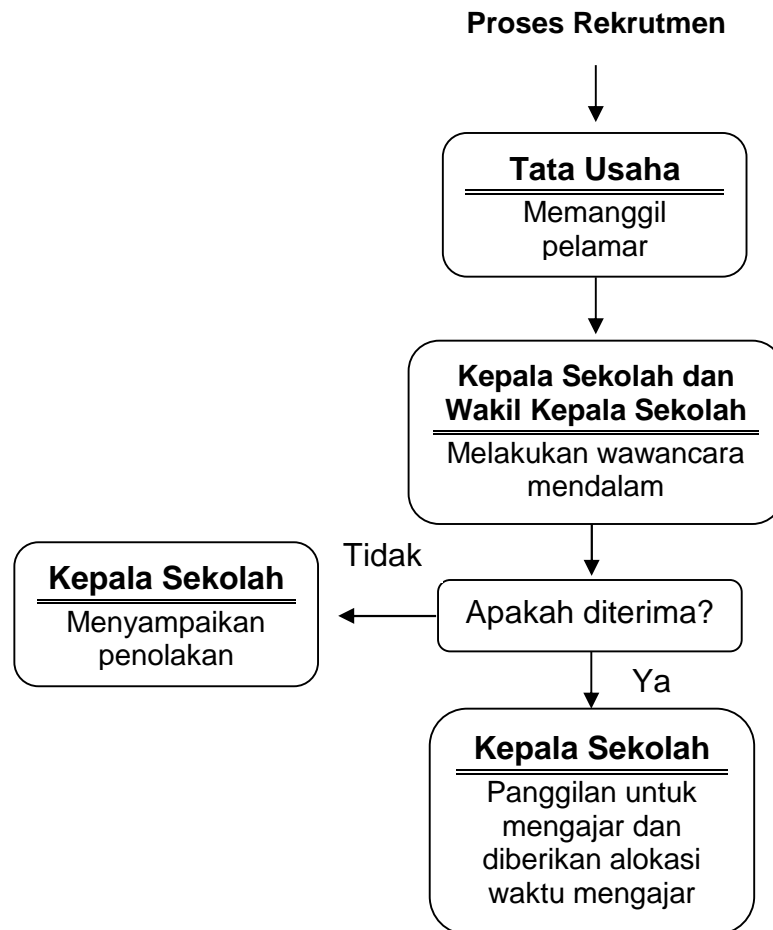 Proses Rekrutmen
Tata Usaha
Memanggil
pelamar
Kepala Sekolah dan
Wakil Kepala Sekolah
Melakukan wawancara
mendalam
Tidak
Kepala Sekolah
Menyampaikan
penolakan
Apakah diterima?
Ya
Kepala Sekolah
Panggilan untuk
mengajar dan
diberikan alokasi
waktu mengajar